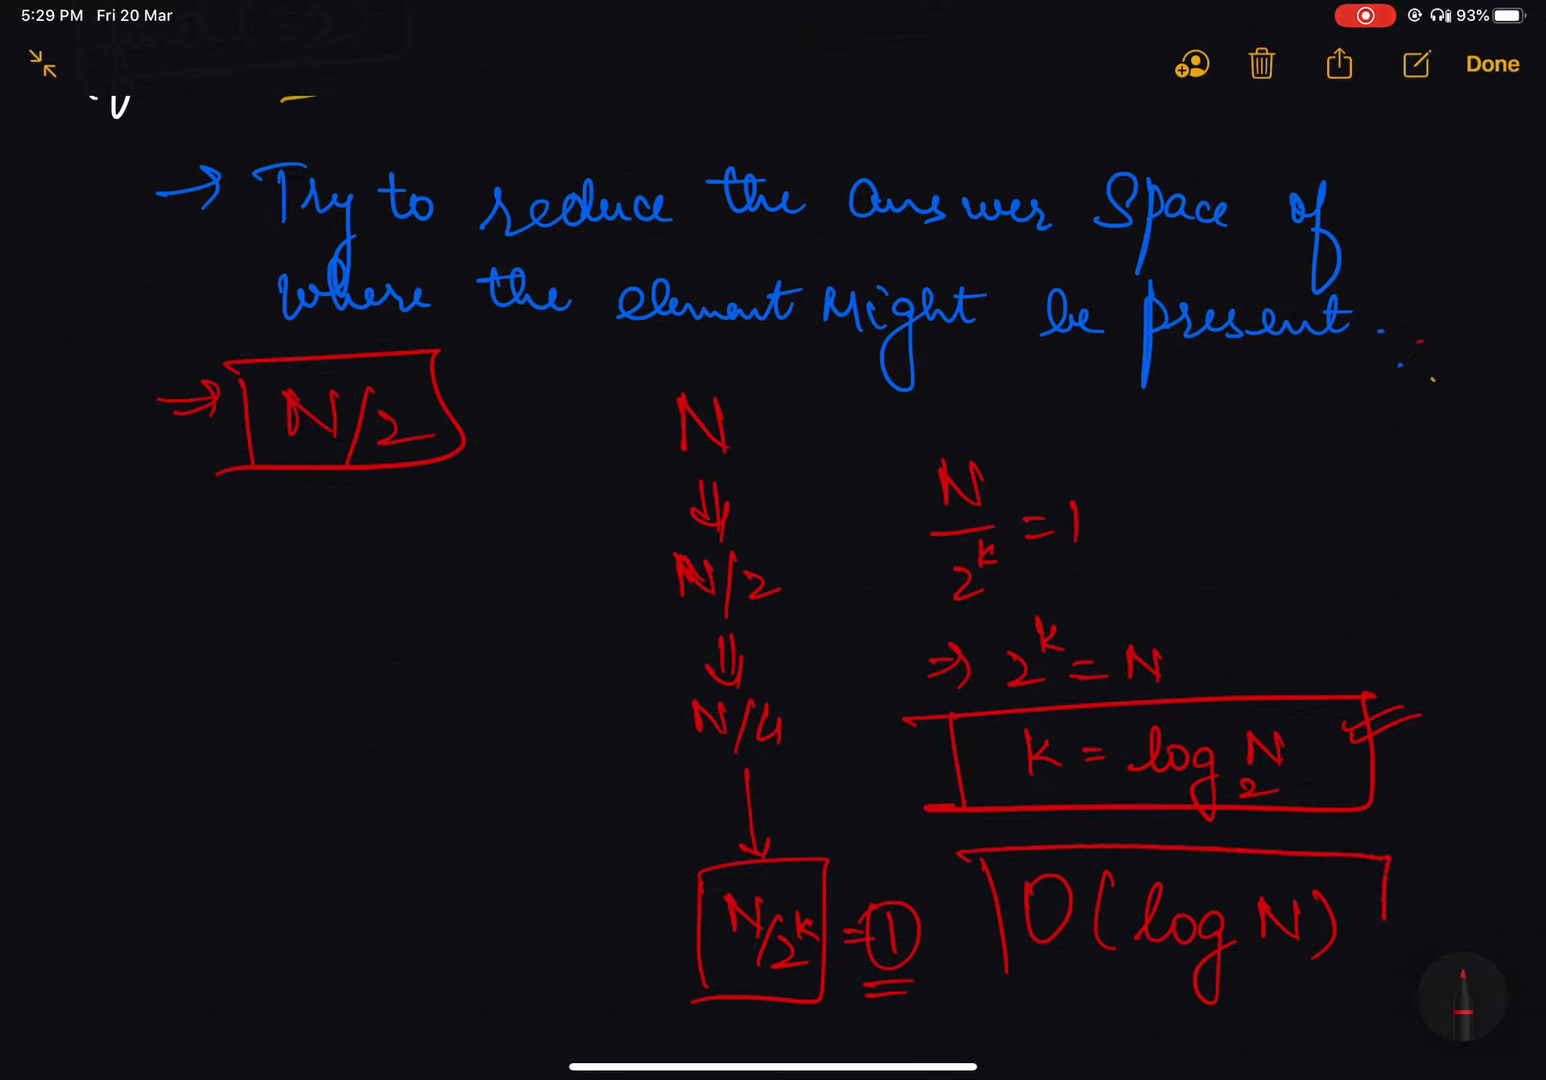 5:29 PM Fri 20 Mar
93%
Done
→ Try to reduce the answer space of
where the element Might be present.
→ N/2
N
⇓
N/2
⇓
N/4
↓
N/2^k = 1
N/2^k = 1
⇒ 2^k = N
k = log₂ N
O(log N)